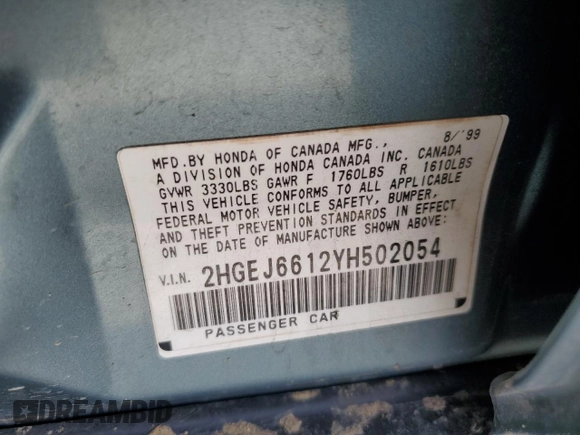 MFD.BY HONDA OF CANADA MFG., 8/'99
A DIVISION OF HONDA CANADA INC. CANADA
GVWR 3330LBS GAWR F 1760LBS R 1610LBS
THIS VEHICLE CONFORMS TO ALL APPLICABLE
FEDERAL MOTOR VEHICLE SAFETY, BUMPER,
AND THEFT PREVENTION STANDARDS IN EFFECT
ON THE DATE OF MANUFACTURE SHOWN ABOVE:
V.I.N. 2HGEJ6612YH502054
PASSENGER CAR
DREAMBID